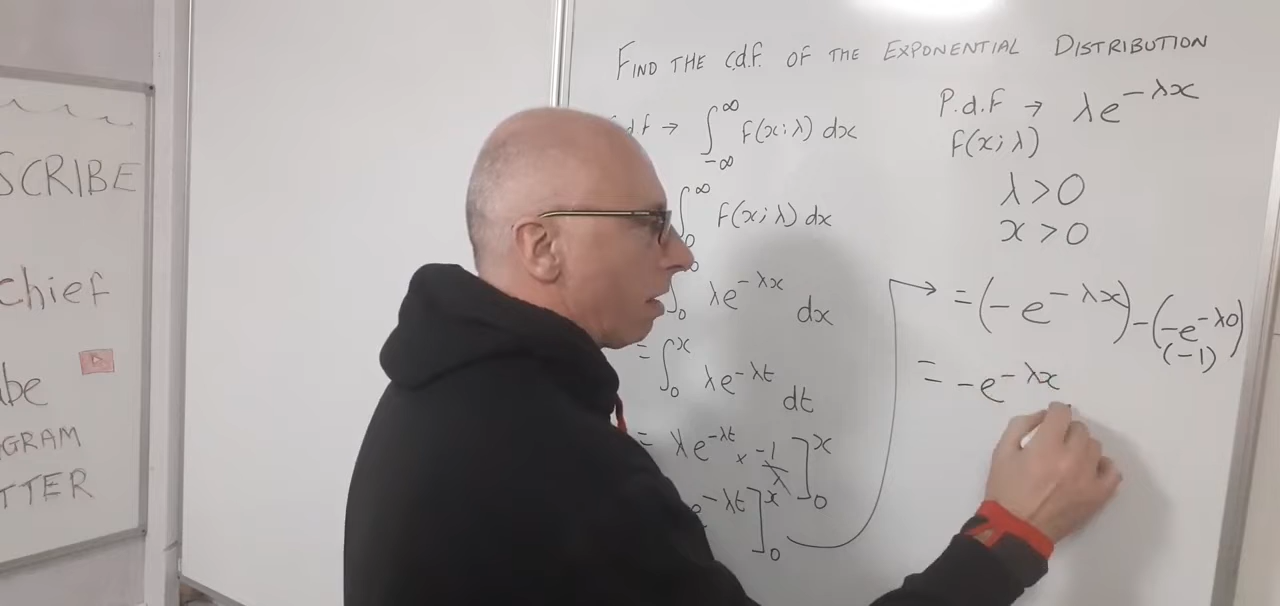 FIND THE C.d.f. OF THE EXPONENTIAL DISTRIBUTION
df → ∫_{-∞}^{∞} f(x;λ) dx
∫_0^∞ f(x;λ) dx
∫_0 λe^{-λx} dx
= ∫_0^x λe^{-λt} dt
= λe^{-λt} × -1/λ ]_0^x
e^{-λt} ]_0^x
P.d.F → λe^{-λx}
f(x;λ)
λ > 0
x > 0
→ = (-e^{-λx}) - (-e^{-λ0})
(-1)
= -e^{-λx}
SCRIBE
chief
be
GRAM
TTER